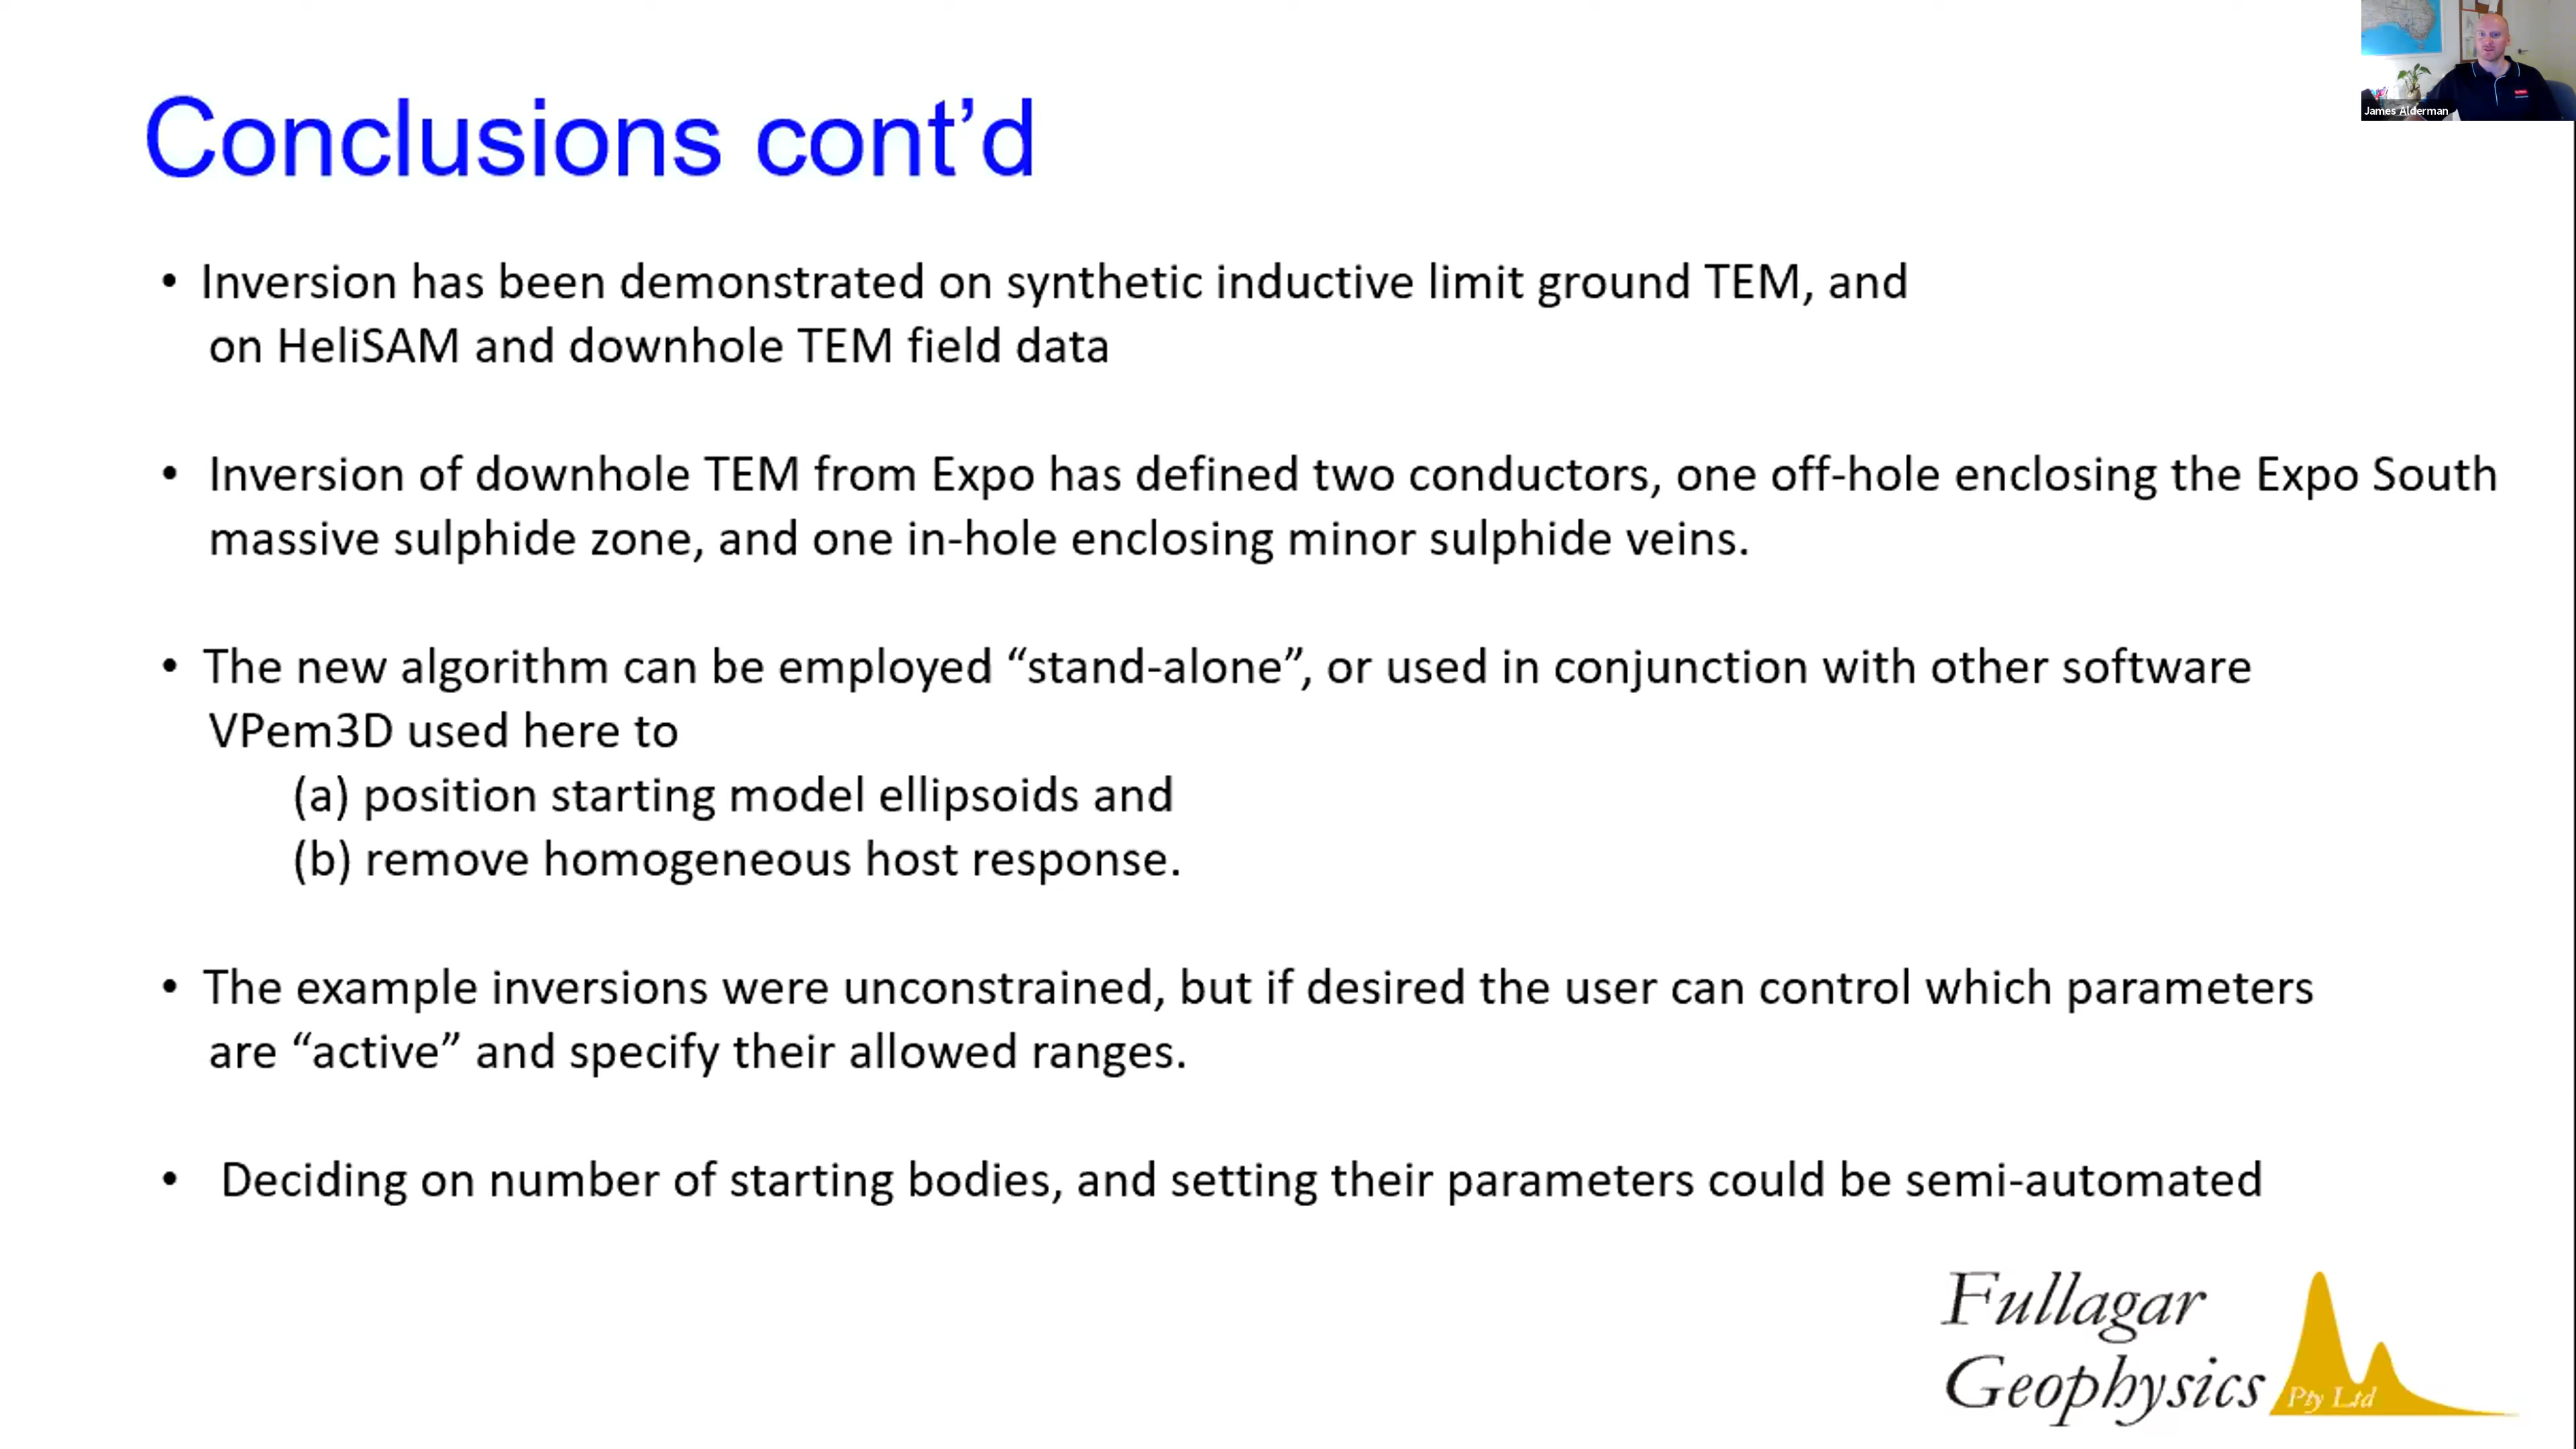 James Alderman
Conclusions cont’d
• Inversion has been demonstrated on synthetic inductive limit ground TEM, and
on HeliSAM and downhole TEM field data
• Inversion of downhole TEM from Expo has defined two conductors, one off-hole enclosing the Expo South
massive sulphide zone, and one in-hole enclosing minor sulphide veins.
• The new algorithm can be employed “stand-alone”, or used in conjunction with other software
VPem3D used here to
(a) position starting model ellipsoids and
(b) remove homogeneous host response.
• The example inversions were unconstrained, but if desired the user can control which parameters
are “active” and specify their allowed ranges.
• Deciding on number of starting bodies, and setting their parameters could be semi-automated
Fullagar
Geophysics
Pty Ltd